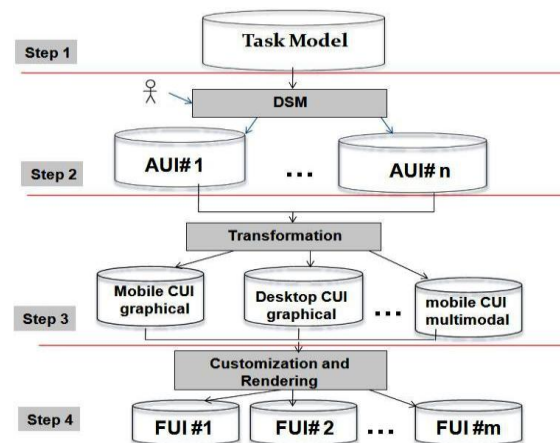 Task Model
Step 1
DSM
AUI# 1
...
AUI# n
Step 2
Transformation
Mobile CUI
graphical
Desktop CUI
graphical
...
mobile CUI
multimodal
Step 3
Customization and
Rendering
Step 4
FUI #1
FUI# 2
...
FUI #m